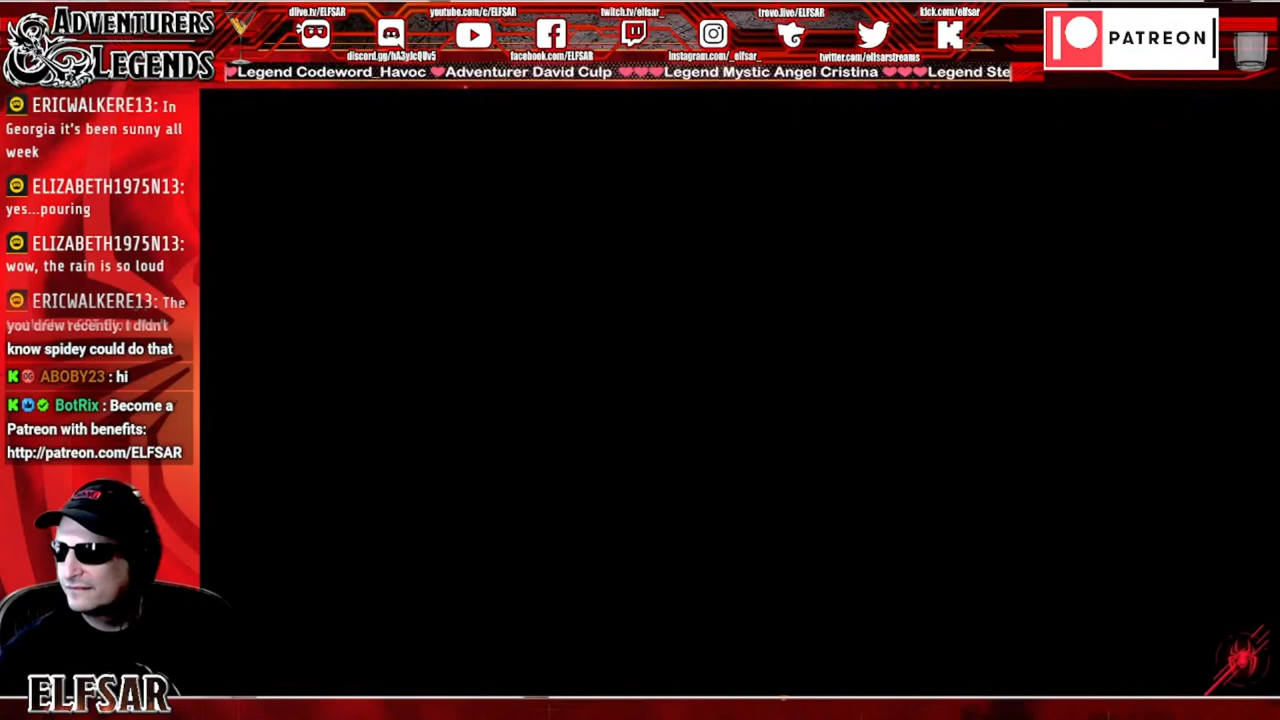 ADVENTURERS
LEGENDS
dlive.tv/ELFSAR
youtube.com/c/ELFSAR
twitch.tv/elfsar_
trovo.live/ELFSAR
kick.com/elfsar
discord.gg/hA3yJcQUv5
facebook.com/ELFSAR
instagram.com/_elfsar_
twitter.com/elfsarstreams
PATREON
Legend Codeword_Havoc ❤Adventurer David Culp ❤❤❤Legend Mystic Angel Cristina ❤❤❤Legend Ste
ERICWALKERE13: In
Georgia it's been sunny all
week
ELIZABETH1975N13:
yes...pouring
ELIZABETH1975N13:
wow, the rain is so loud
ERICWALKERE13: The
you drew recently. I didn't
know spidey could do that
ABOBY23 : hi
BotRix : Become a
Patreon with benefits:
http://patreon.com/ELFSAR
ELFSAR